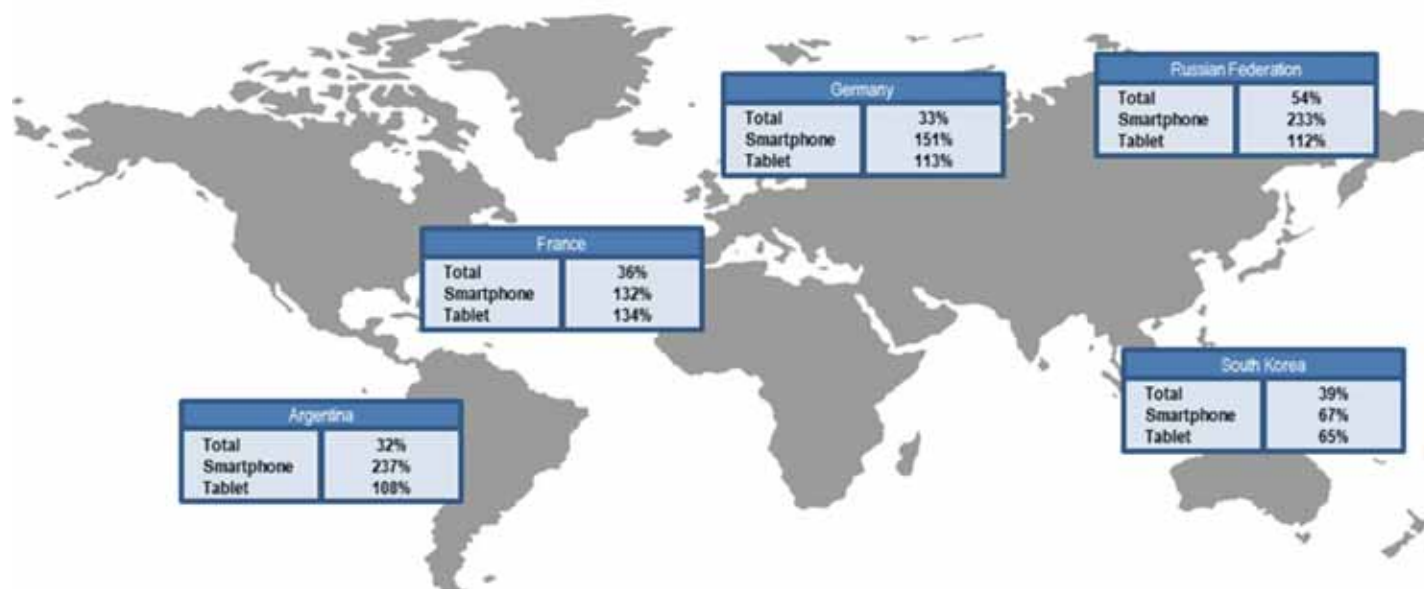 Germany
Total 33%
Smartphone 151%
Tablet 113%
Russian Federation
Total 54%
Smartphone 233%
Tablet 112%
France
Total 36%
Smartphone 132%
Tablet 134%
South Korea
Total 39%
Smartphone 67%
Tablet 65%
Argentina
Total 32%
Smartphone 237%
Tablet 108%